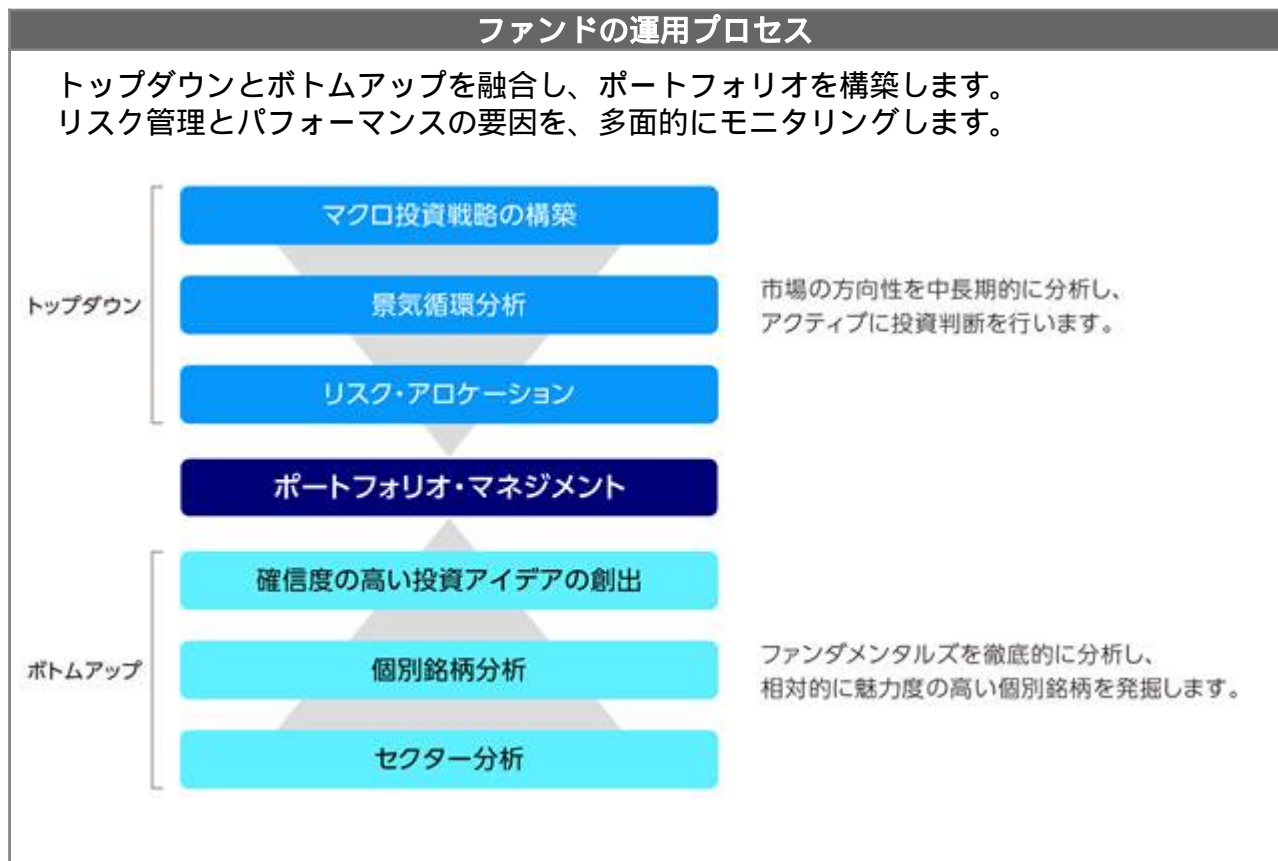 ファンドの運用プロセス
トップダウンとボトムアップを融合し、ポートフォリオを構築します。
リスク管理とパフォーマンスの要因を、多面的にモニタリングします。
トップダウン
マクロ投資戦略の構築
景気循環分析
リスク・アロケーション
市場の方向性を中長期的に分析し、
アクティブに投資判断を行います。
ポートフォリオ・マネジメント
ボトムアップ
確信度の高い投資アイデアの創出
個別銘柄分析
セクター分析
ファンダメンタルズを徹底的に分析し、
相対的に魅力度の高い個別銘柄を発掘します。